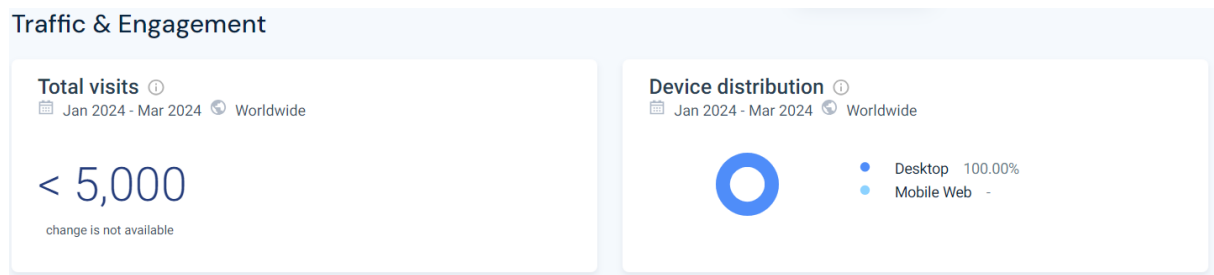 Traffic & Engagement
Total visits
Jan 2024 - Mar 2024 Worldwide
< 5,000
change is not available
Device distribution
Jan 2024 - Mar 2024 Worldwide
Desktop 100.00%
Mobile Web -